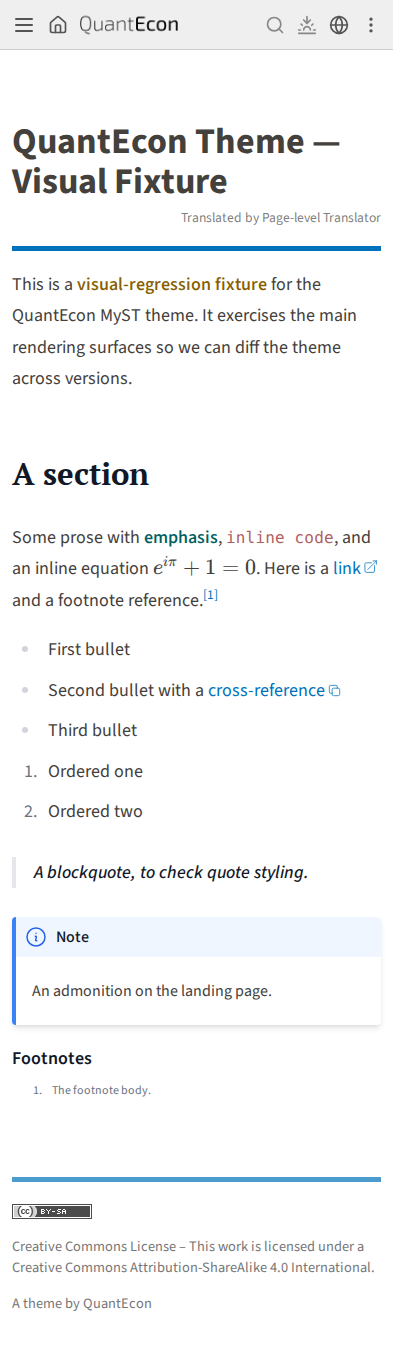 QuantEcon
QuantEcon Theme —
Visual Fixture
Translated by Page-level Translator
This is a visual-regression fixture for the
QuantEcon MyST theme. It exercises the main
rendering surfaces so we can diff the theme
across versions.
A section
Some prose with emphasis, inline code, and
an inline equation $e^{i\pi} + 1 = 0$. Here is a link
and a footnote reference.[1]
First bullet
Second bullet with a cross-reference
Third bullet
1. Ordered one
2. Ordered two
A blockquote, to check quote styling.
Note
An admonition on the landing page.
Footnotes
1. The footnote body.
cc BY-SA
Creative Commons License – This work is licensed under a
Creative Commons Attribution-ShareAlike 4.0 International.
A theme by QuantEcon